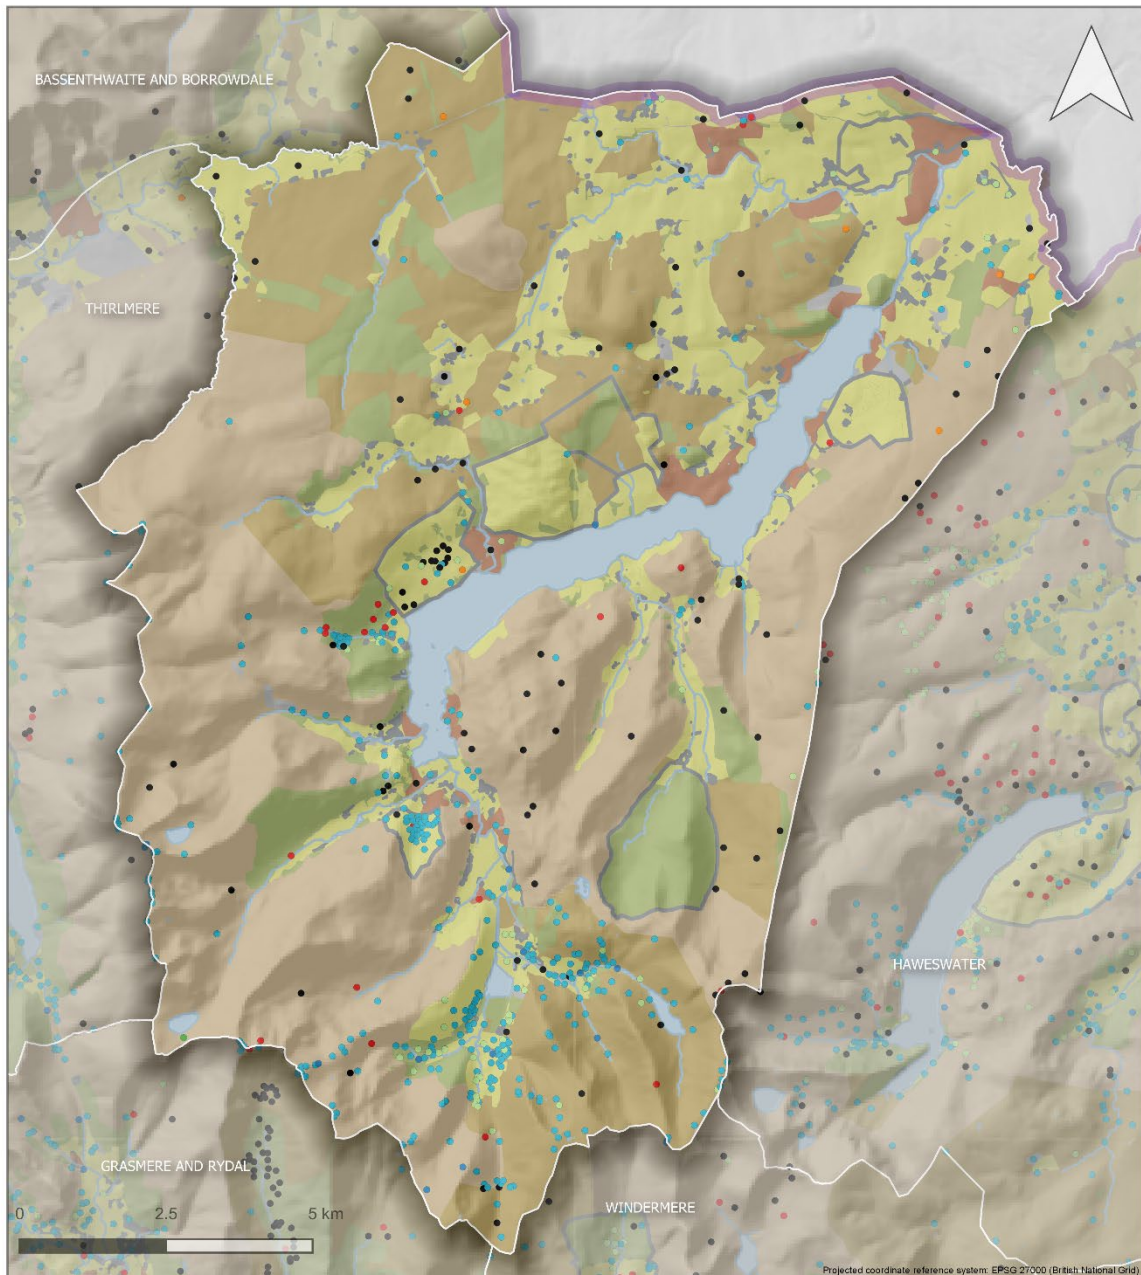 BASSENTHWAITE AND BORROWDALE
THIRLMERE
HAWESWATER
GRASMERE AND RYDAL
WINDERMERE
0 2.5 5 km
Projected coordinate reference system: EPSG 27000 (British National Grid)